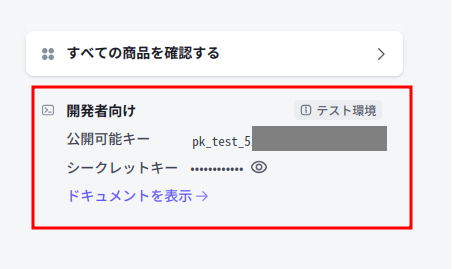 すべての商品を確認する
開発者向け テスト環境
公開可能キー pk_test_5
シークレットキー ••••••••••••
ドキュメントを表示→